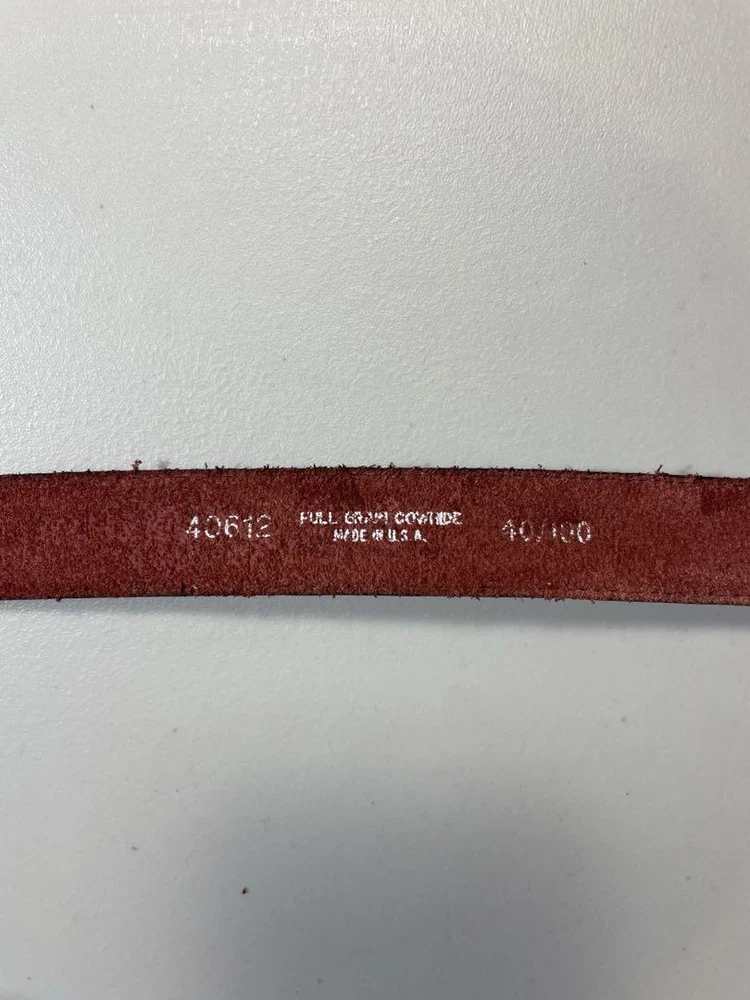 40612
FULL GRAIN COWHIDE
MADE IN U.S.A.
40/100